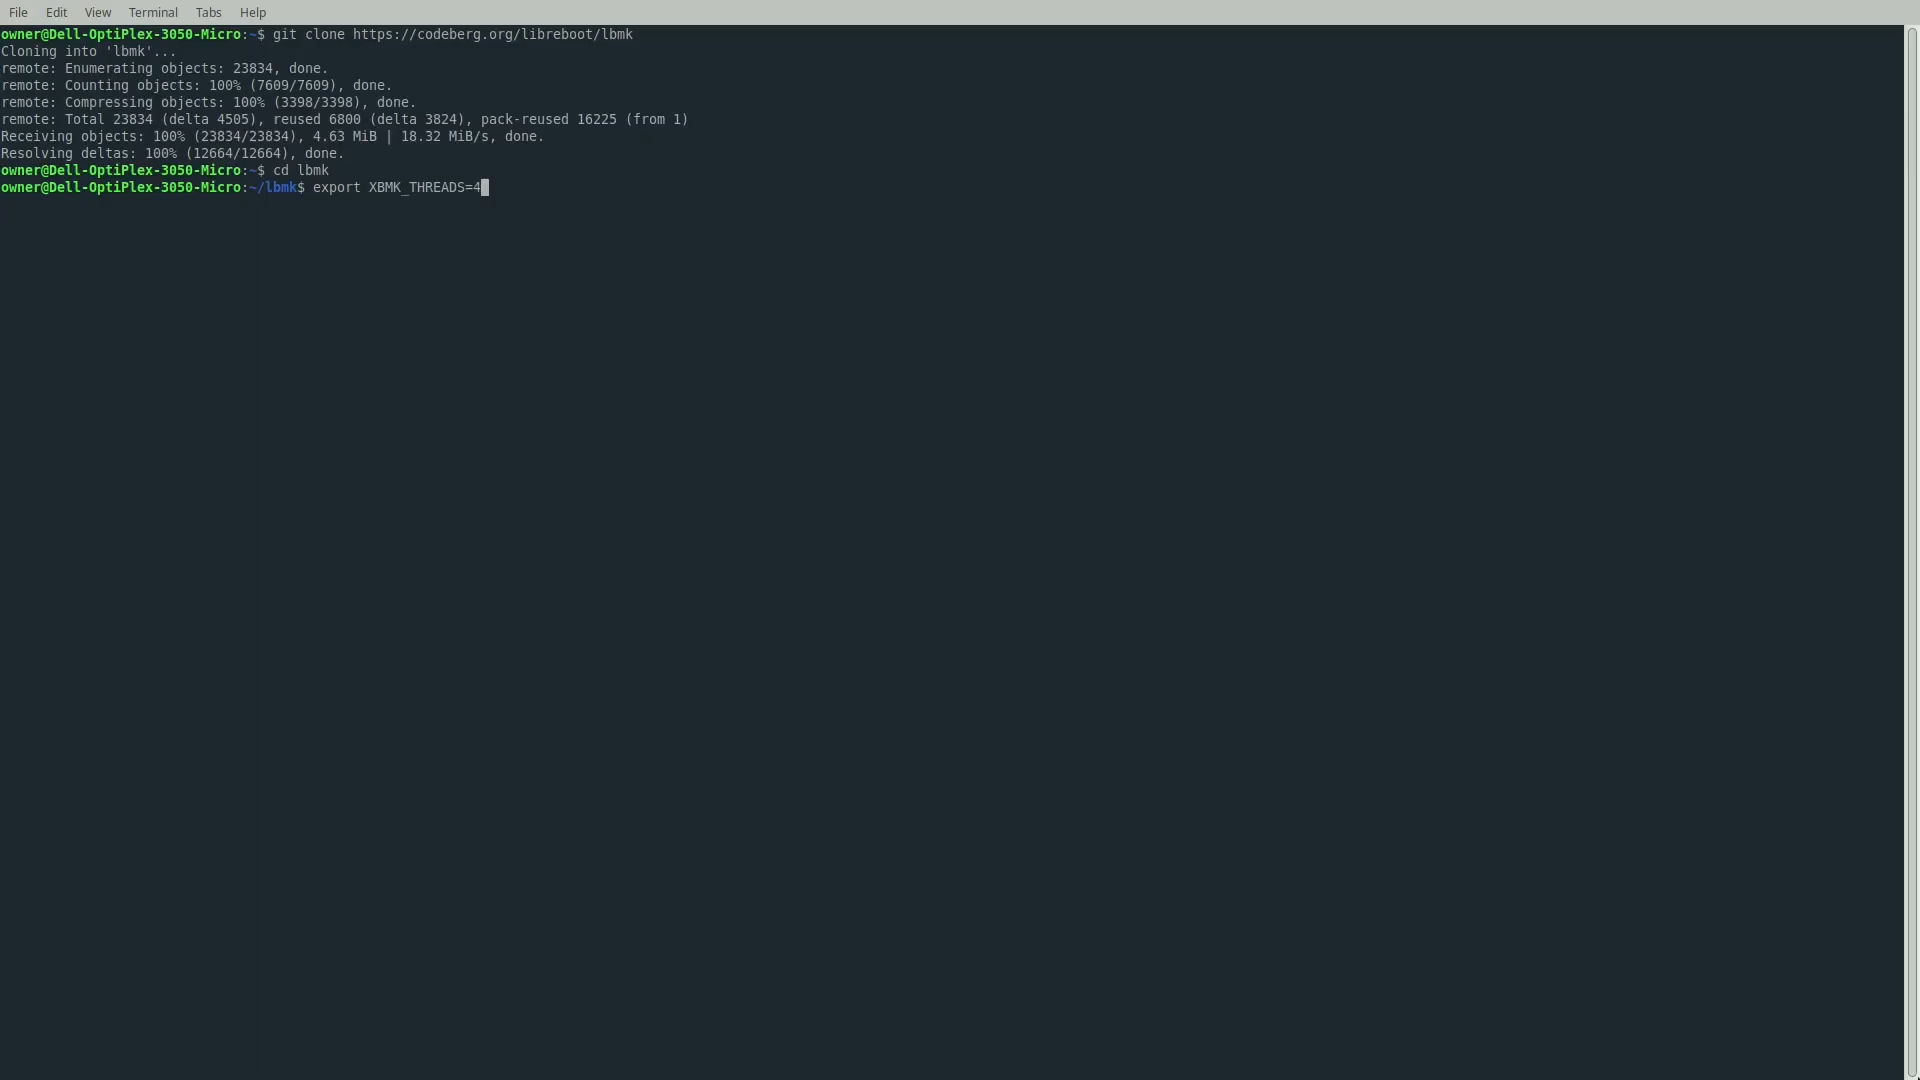 File Edit View Terminal Tabs Help
owner@Dell-OptiPlex-3050-Micro:~$ git clone https://codeberg.org/libreboot/lbmk
Cloning into 'lbmk'...
remote: Enumerating objects: 23834, done.
remote: Counting objects: 100% (7609/7609), done.
remote: Compressing objects: 100% (3398/3398), done.
remote: Total 23834 (delta 4505), reused 6800 (delta 3824), pack-reused 16225 (from 1)
Receiving objects: 100% (23834/23834), 4.63 MiB | 18.32 MiB/s, done.
Resolving deltas: 100% (12664/12664), done.
owner@Dell-OptiPlex-3050-Micro:~$ cd lbmk
owner@Dell-OptiPlex-3050-Micro:~/lbmk$ export XBMK_THREADS=4